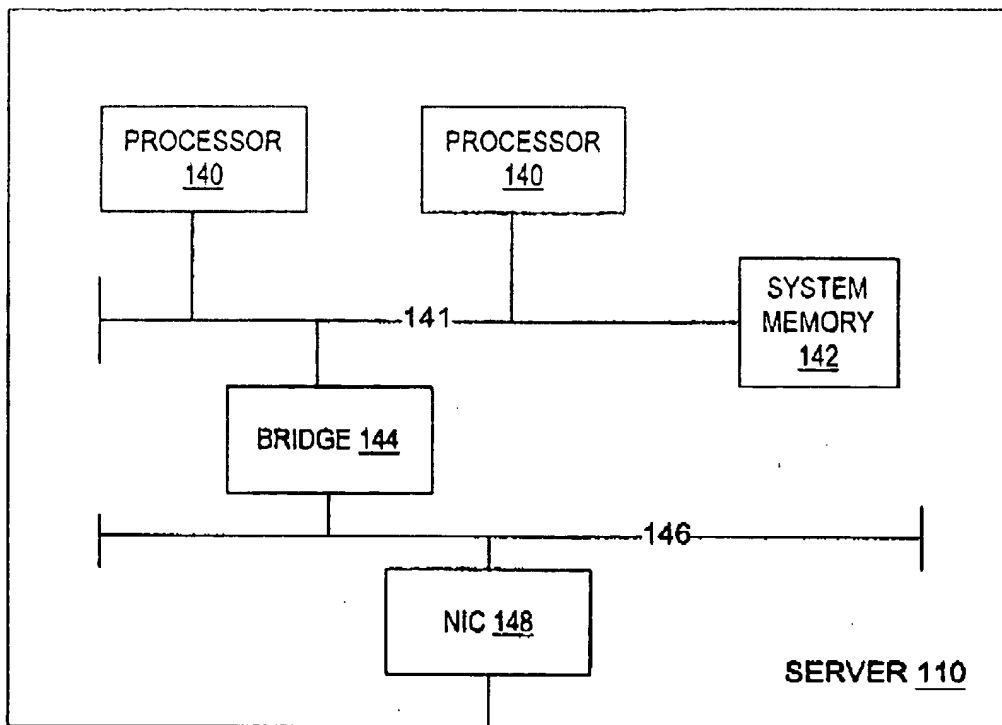 PROCESSOR
140
PROCESSOR
140
141
SYSTEM
MEMORY
142
BRIDGE 144
146
NIC 148
SERVER 110